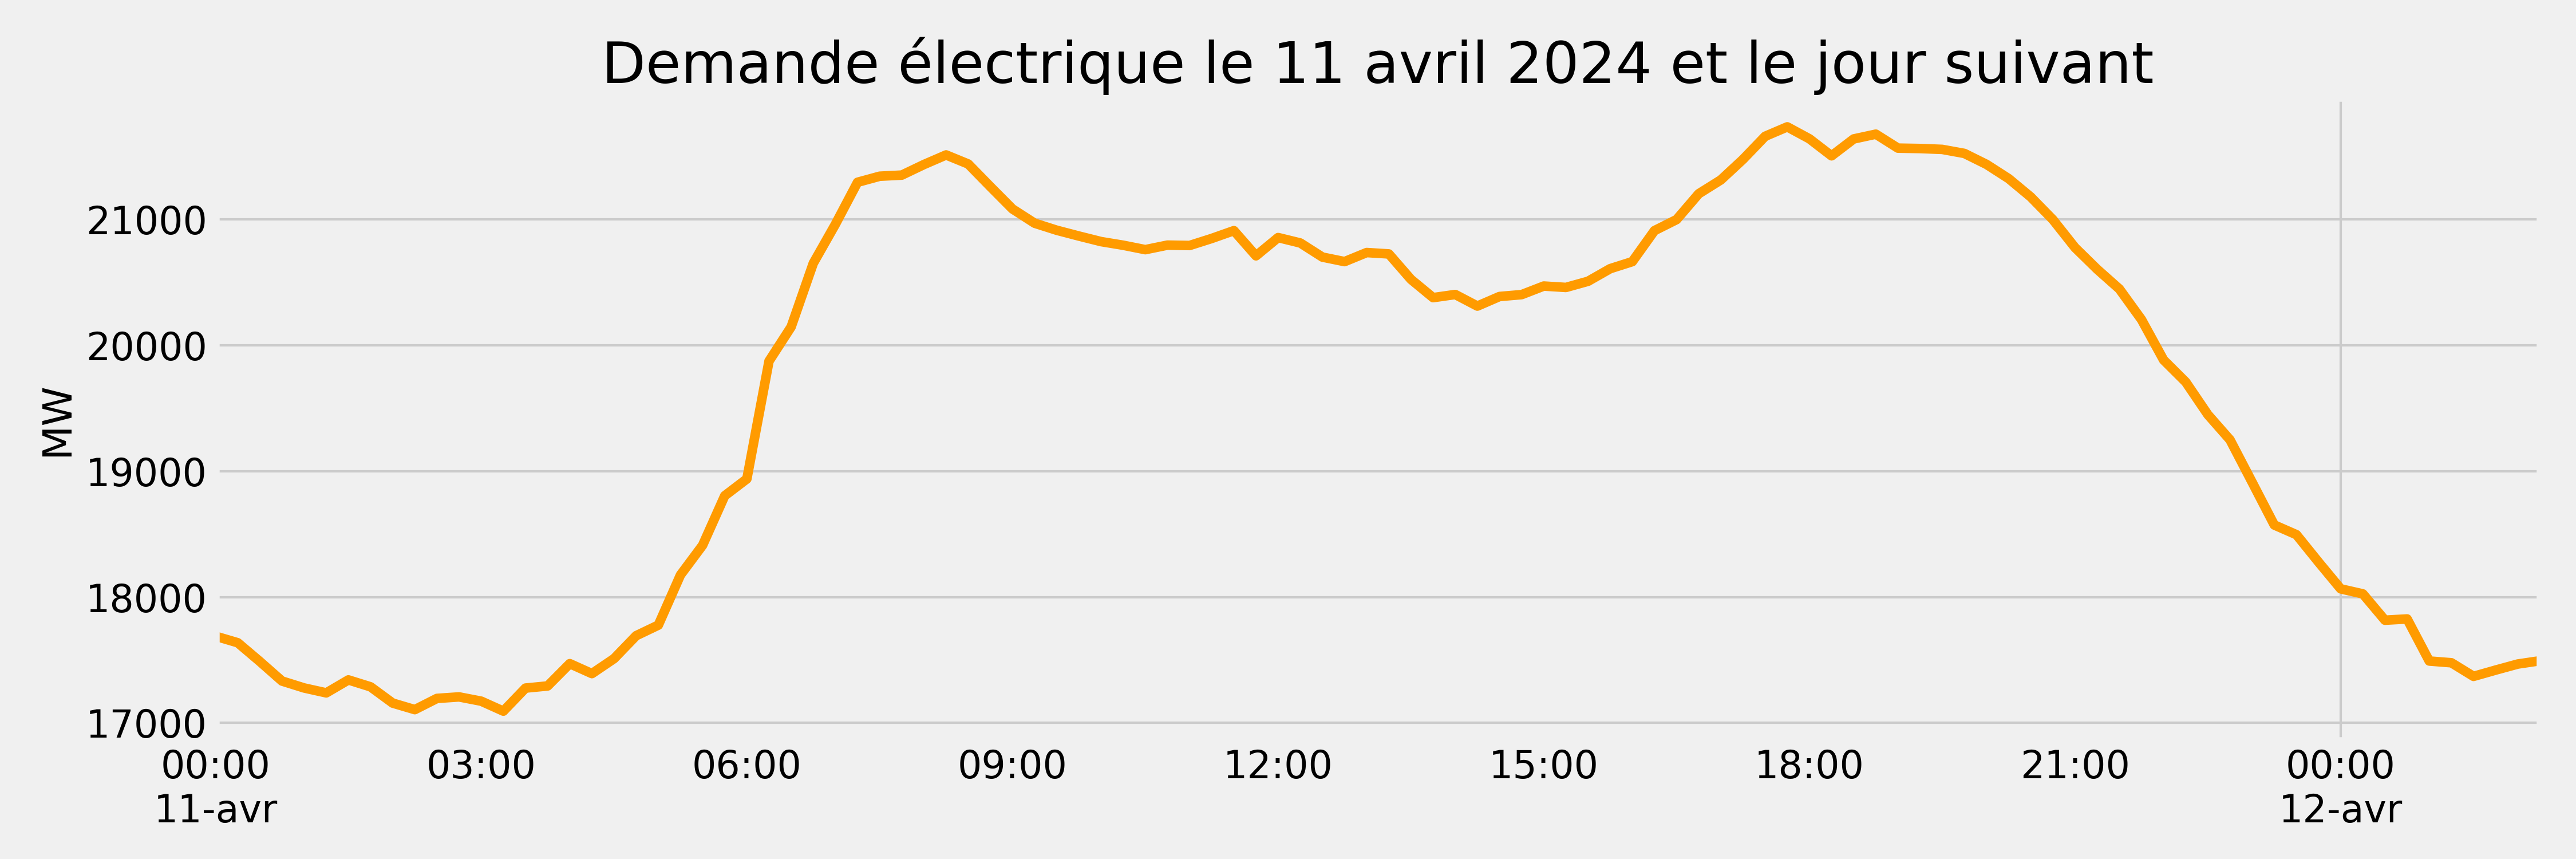 Demande électrique le 11 avril 2024 et le jour suivant
MW
21000
20000
19000
18000
17000
00:00 03:00 06:00 09:00 12:00 15:00 18:00 21:00 00:00
11-avr 12-avr